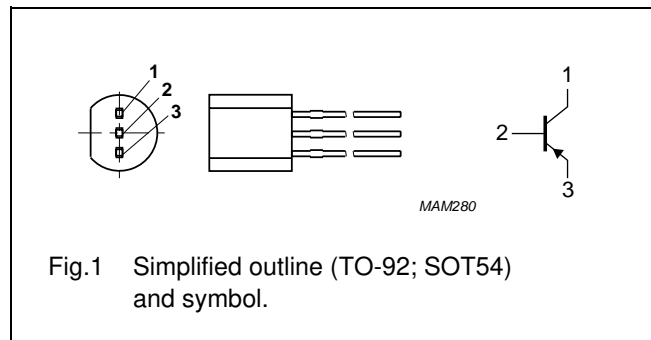 1
2
3
1
2
3
MAM280
Fig.1 Simplified outline (TO-92; SOT54)
and symbol.